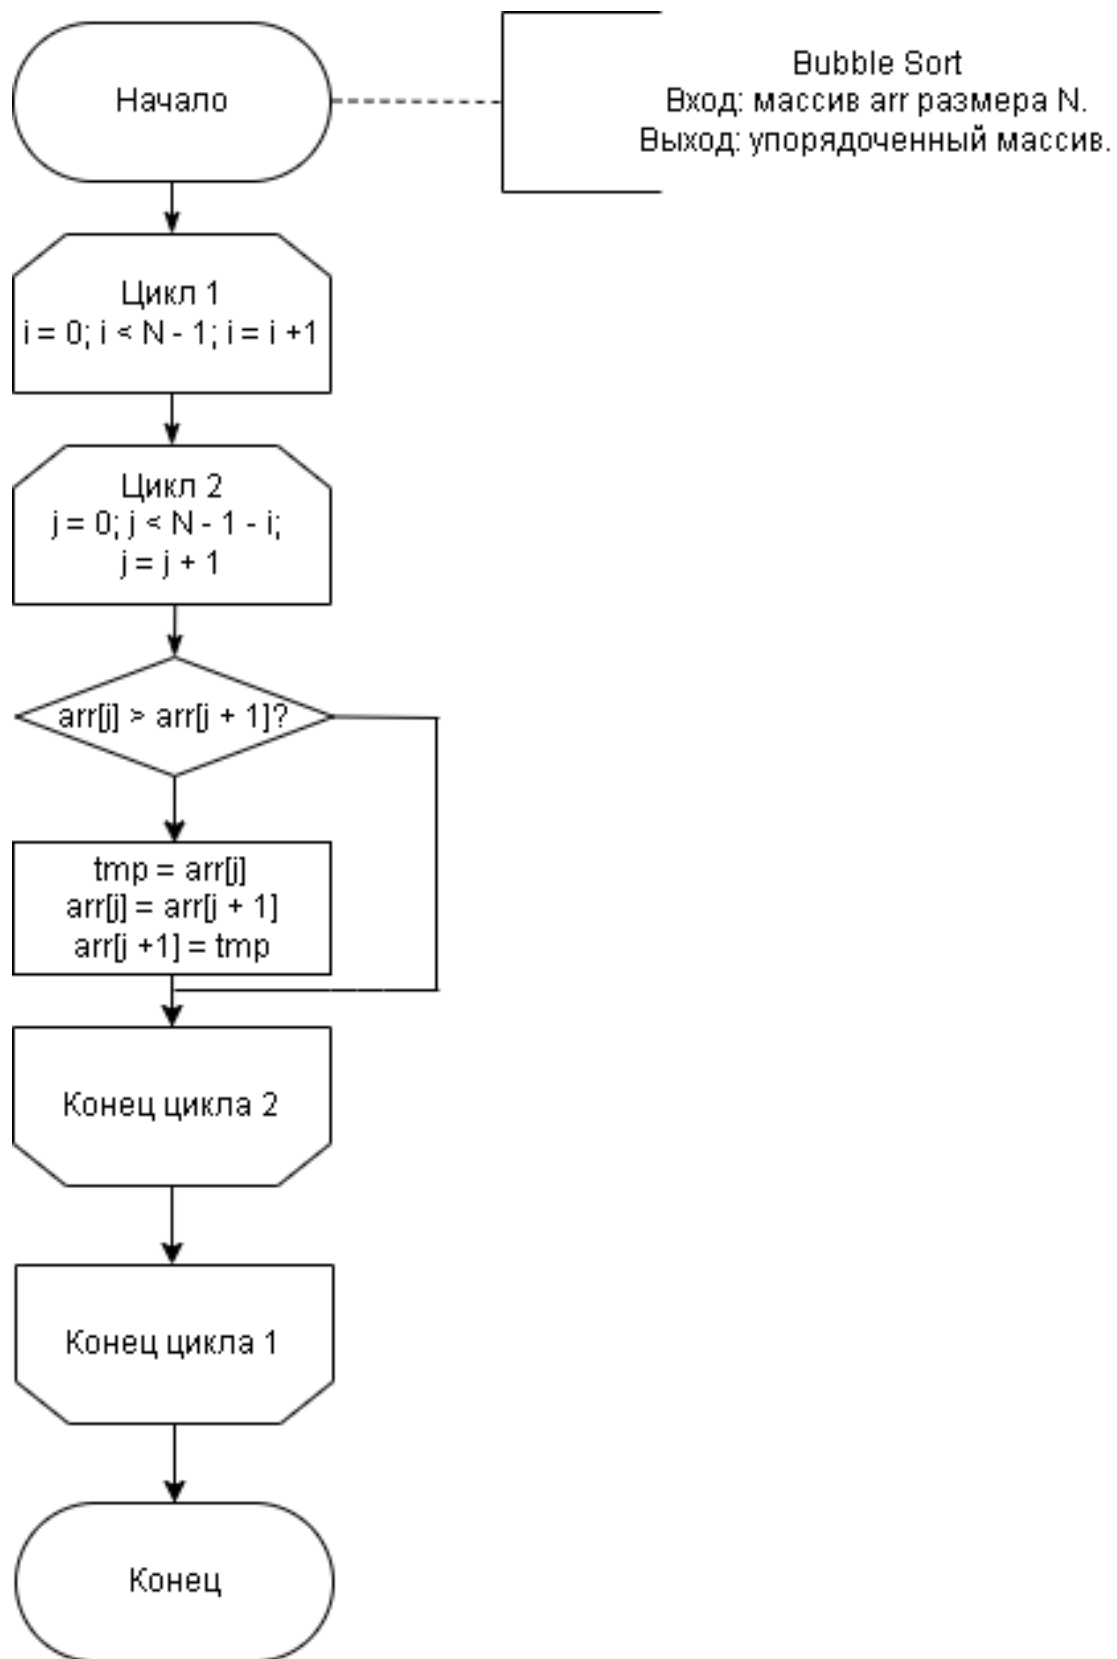 Начало
Bubble Sort
Вход: массив arr размера N.
Выход: упорядоченный массив.
Цикл 1
i = 0; i < N - 1; i = i +1
Цикл 2
j = 0; j < N - 1 - i;
j = j + 1
arr[j] > arr[j + 1]?
tmp = arr[j]
arr[j] = arr[j + 1]
arr[j +1] = tmp
Конец цикла 2
Конец цикла 1
Конец